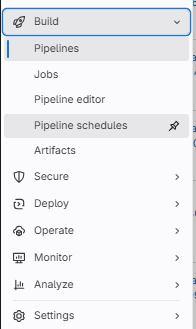 Build
Pipelines
Jobs
Pipeline editor
Pipeline schedules
Artifacts
Secure
Deploy
Operate
Monitor
Analyze
Settings